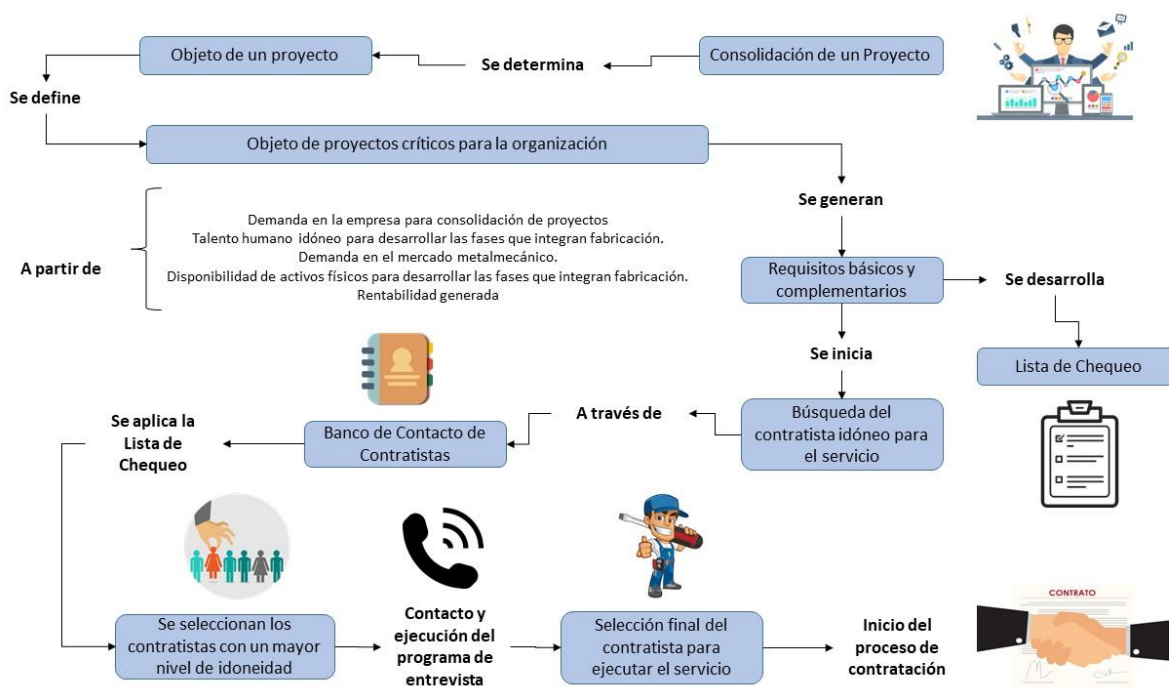 Consolidación de un Proyecto
Se determina
Objeto de un proyecto
Se define
Objeto de proyectos críticos para la organización
A partir de
Demanda en la empresa para consolidación de proyectos
Talento humano idóneo para desarrollar las fases que integran fabricación.
Demanda en el mercado metalmecánico.
Disponibilidad de activos físicos para desarrollar las fases que integran fabricación.
Rentabilidad generada
Se generan
Requisitos básicos y
complementarios
Se desarrolla
Lista de Chequeo
Se inicia
Búsqueda del
contratista idóneo para
el servicio
A través de
Banco de Contacto de
Contratistas
Se aplica la
Lista de
Chequeo
Se seleccionan los
contratistas con un mayor
nivel de idoneidad
Contacto y
ejecución del
programa de
entrevista
Selección final del
contratista para
ejecutar el servicio
Inicio del
proceso de
contratación
CONTRATO